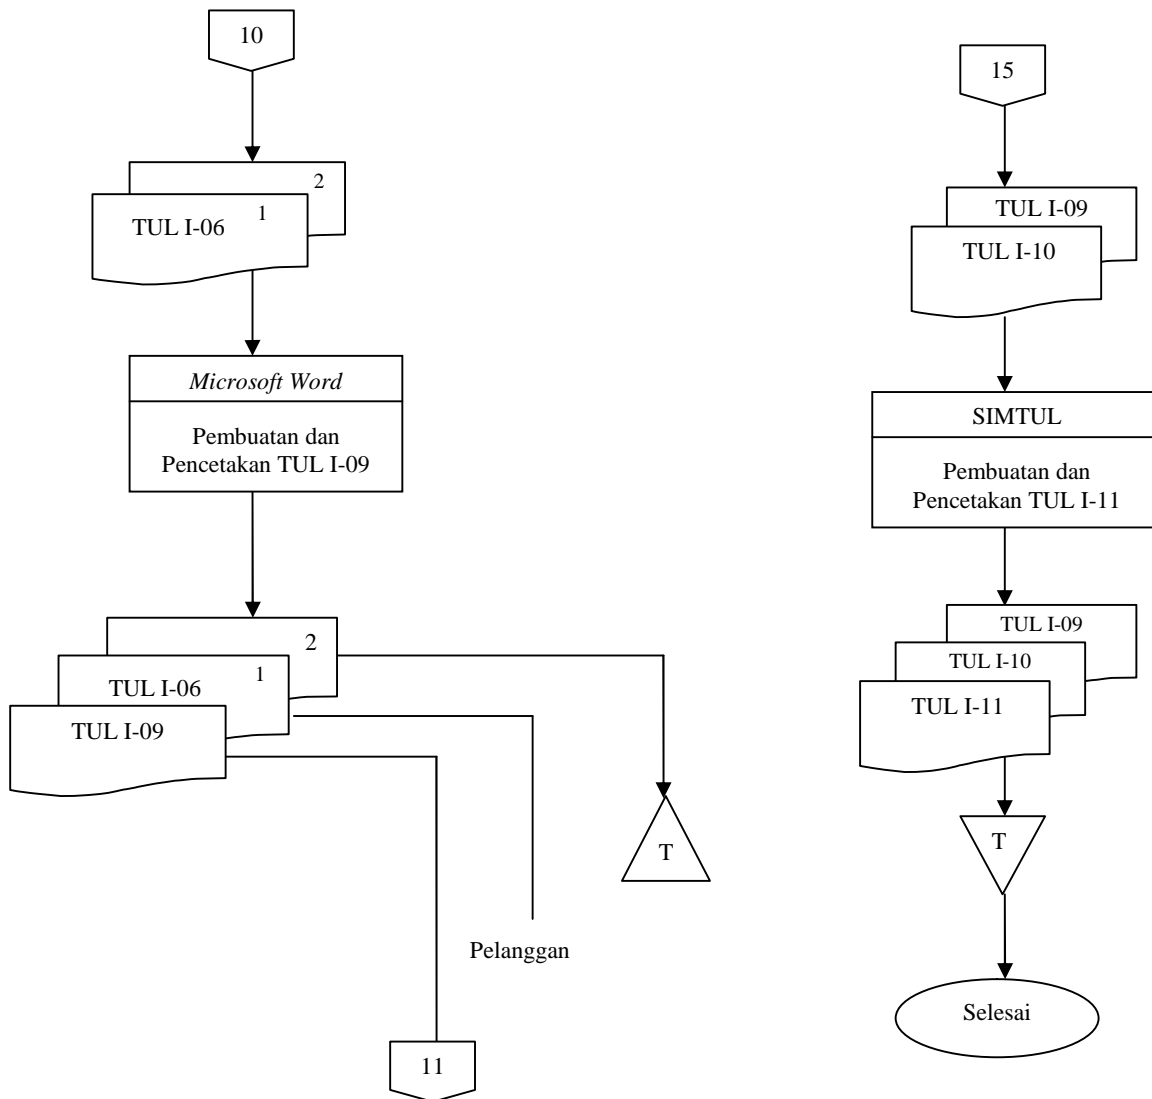 10
2
1
TUL I-06
Microsoft Word
Pembuatan dan
Pencetakan TUL I-09
2
1
TUL I-06
TUL I-09
T
Pelanggan
11
15
TUL I-09
TUL I-10
SIMTUL
Pembuatan dan
Pencetakan TUL I-11
TUL I-09
TUL I-10
TUL I-11
T
Selesai